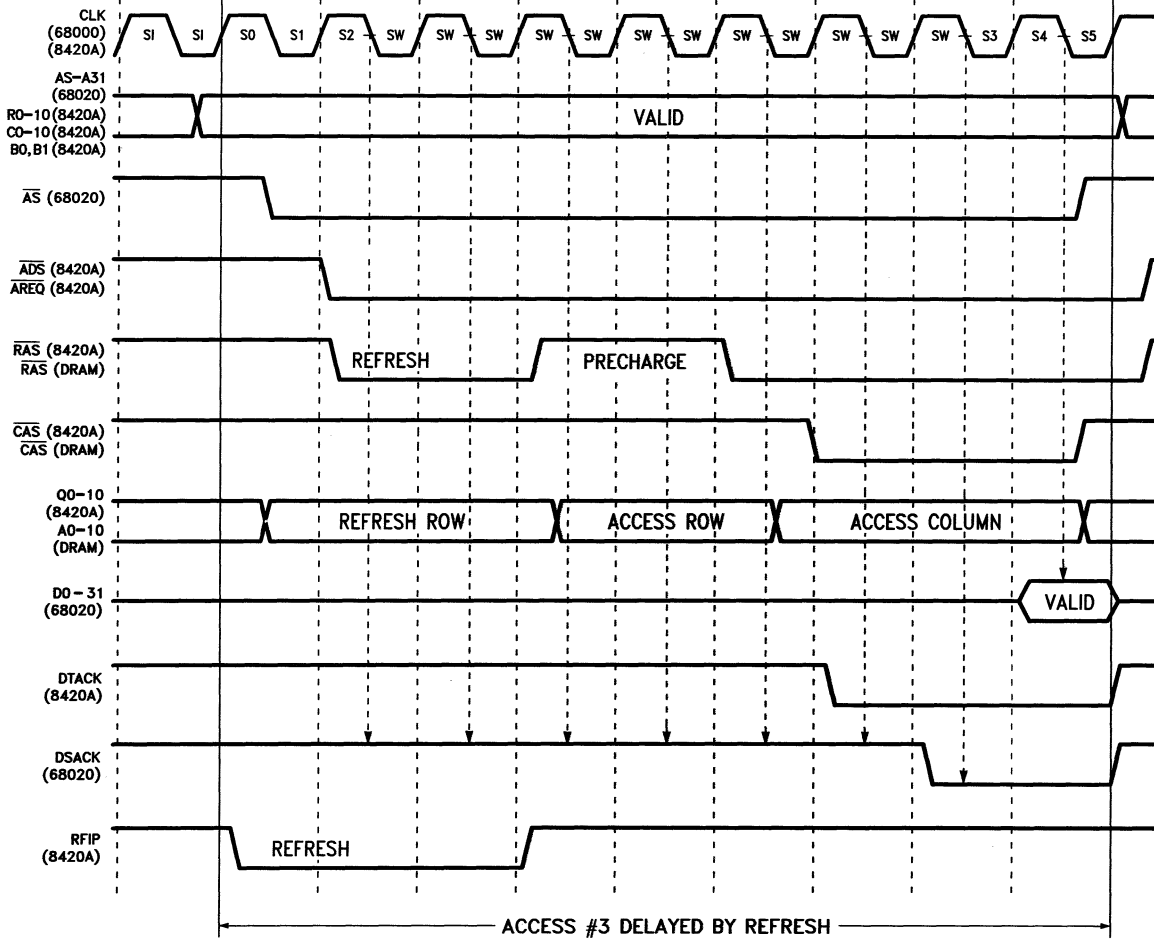 CLK
(68000)
(8420A)
SI SI S0 S1 S2 SW SW SW SW SW SW SW SW SW SW SW SW S3 S4 S5
AS-A31
(68020)
R0-10(8420A)
C0-10(8420A)
B0,B1(8420A)
VALID
AS (68020)
ADS (8420A)
AREQ (8420A)
RAS (8420A)
RAS (DRAM)
REFRESH PRECHARGE
CAS (8420A)
CAS (DRAM)
Q0-10
(8420A)
A0-10
(DRAM)
REFRESH ROW ACCESS ROW ACCESS COLUMN
D0-31
(68020)
VALID
DTACK
(8420A)
DSACK
(68020)
RFIP
(8420A)
REFRESH
ACCESS #3 DELAYED BY REFRESH